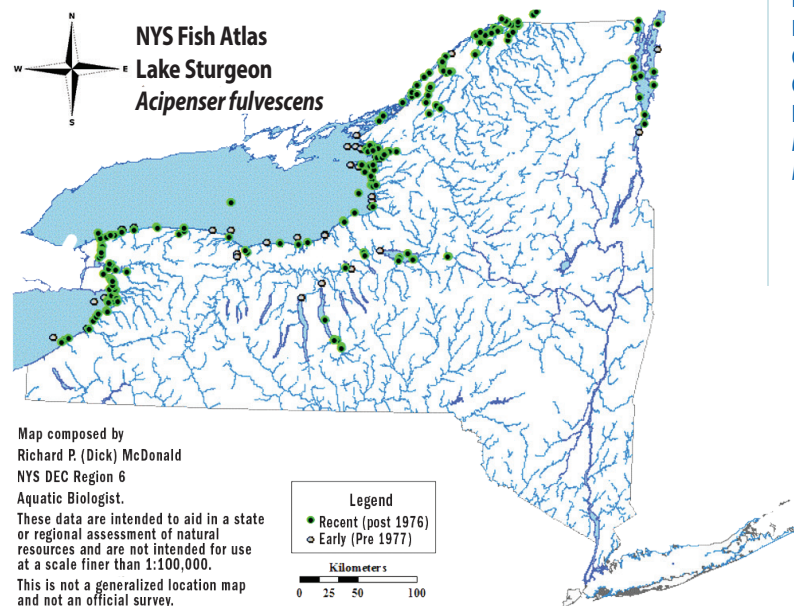 N
W
E
S
NYS Fish Atlas
Lake Sturgeon
Acipenser fulvescens
Map composed by
Richard P. (Dick) McDonald
NYS DEC Region 6
Aquatic Biologist.
These data are intended to aid in a state
or regional assessment of natural
resources and are not intended for use
at a scale finer than 1:100,000.
This is not a generalized location map
and not an official survey.
Legend
Recent (post 1976)
Early (Pre 1977)
Kilometers
0 25 50 100